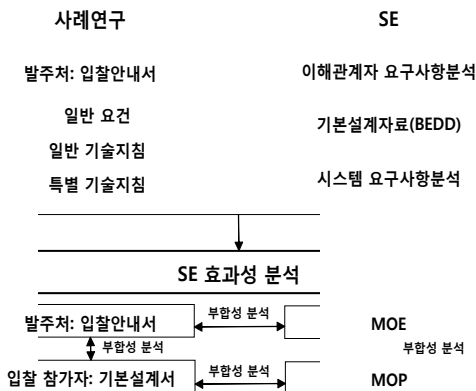 사례연구
SE
발주처: 입찰안내서
이해관계자 요구사항분석
일반 요건
기본설계자료(BEDD)
일반 기술지침
특별 기술지침
시스템 요구사항분석
SE 효과성 분석
발주처: 입찰안내서
부합성 분석
MOE
부합성 분석
부합성 분석
입찰 참가자: 기본설계서
부합성 분석
MOP